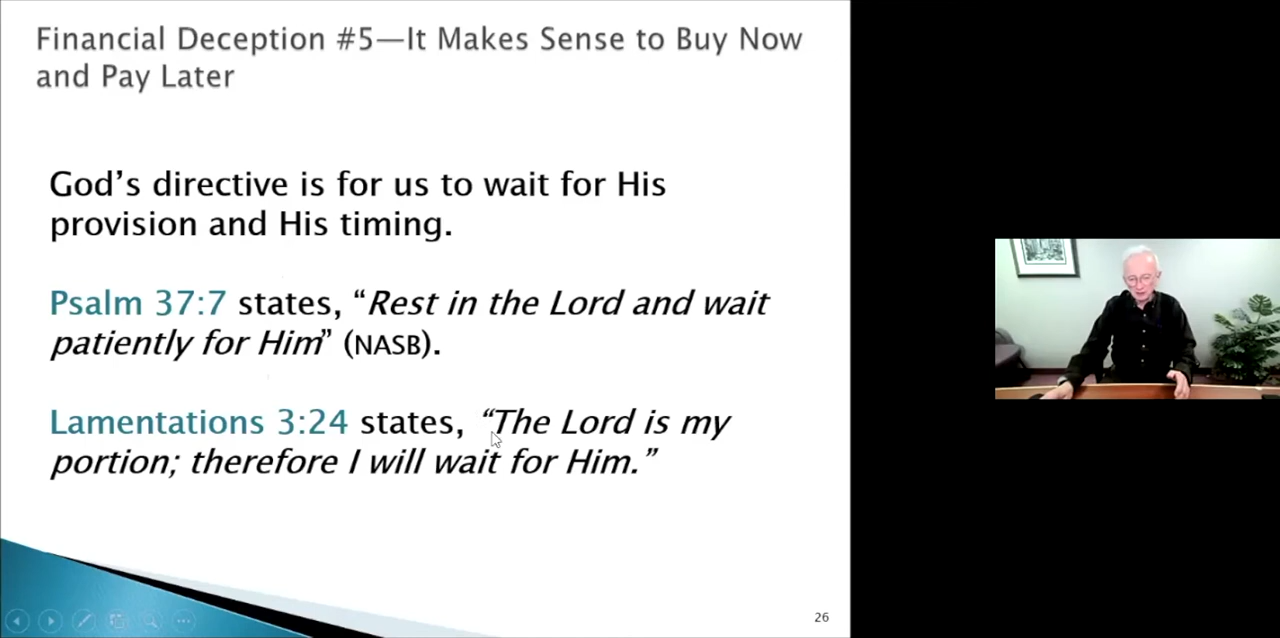 Financial Deception #5—It Makes Sense to Buy Now
and Pay Later
God's directive is for us to wait for His
provision and His timing.
Psalm 37:7 states, “Rest in the Lord and wait
patiently for Him” (NASB).
Lamentations 3:24 states, “The Lord is my
portion; therefore I will wait for Him.”
26